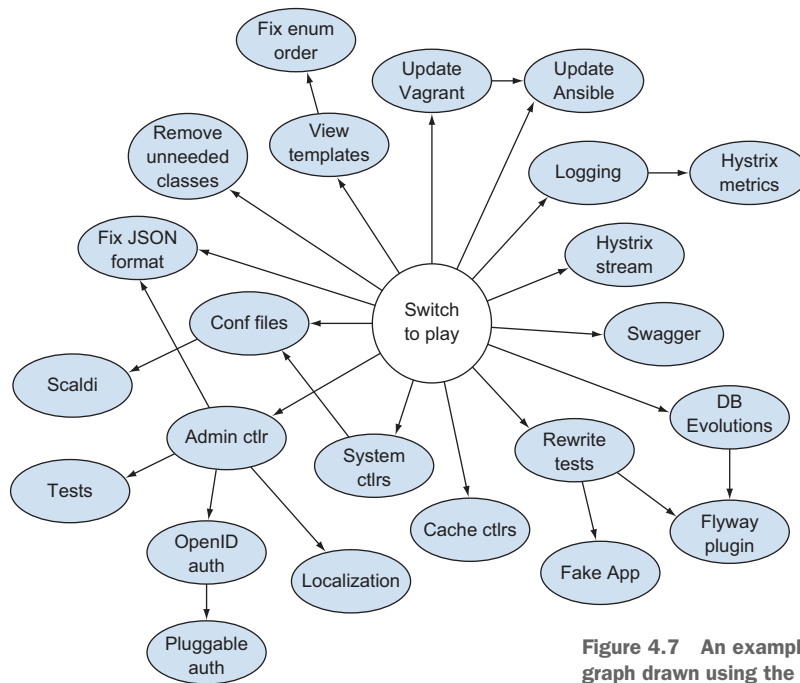 Fix enum
order
Update
Vagrant
Update
Ansible
Remove
unneeded
classes
View
templates
Logging
Hystrix
metrics
Fix JSON
format
Hystrix
stream
Conf files
Switch
to play
Swagger
Scaldi
Admin ctlr
System
ctlrs
Rewrite
tests
DB
Evolutions
Tests
Cache ctlrs
Flyway
plugin
OpenID
auth
Localization
Fake App
Pluggable
auth
Figure 4.7 An exampl
graph drawn using the